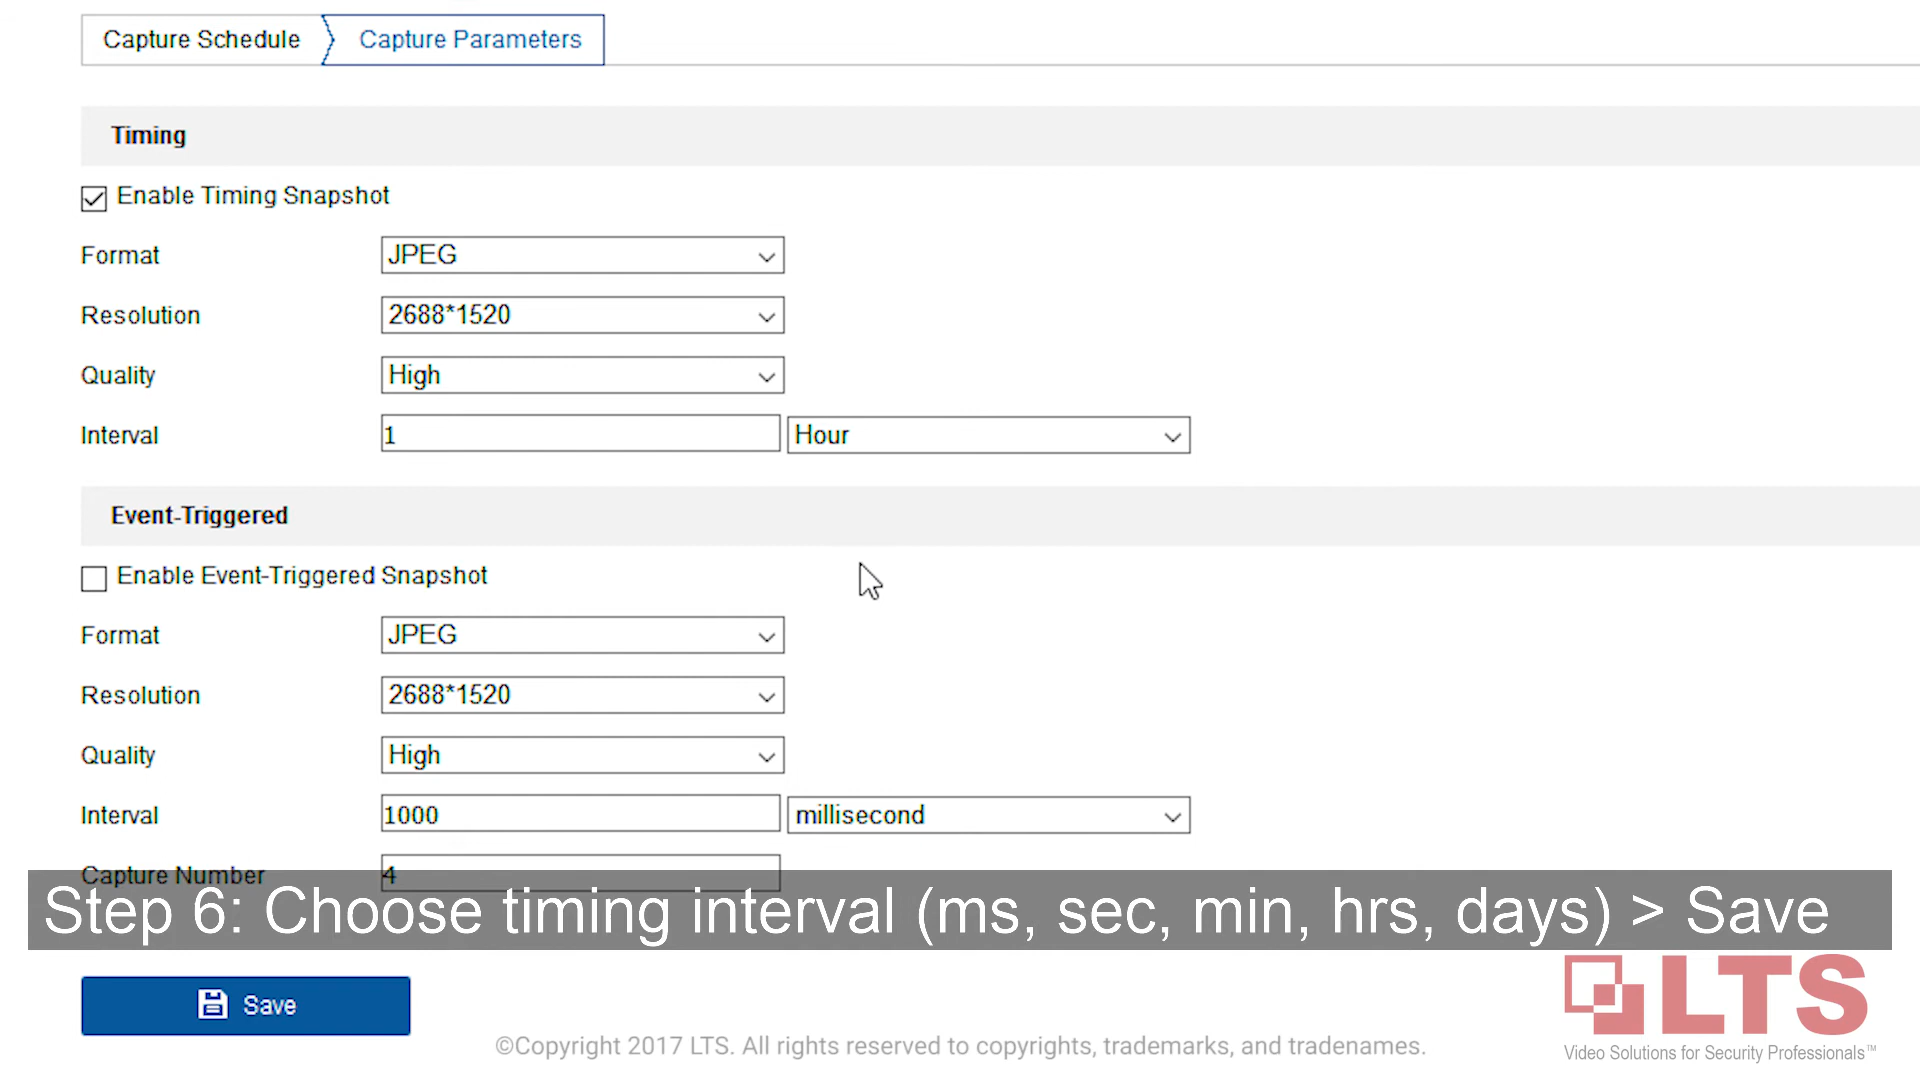 Capture Schedule Capture Parameters
Timing
Enable Timing Snapshot
Format JPEG
Resolution 2688*1520
Quality High
Interval 1 Hour
Event-Triggered
Enable Event-Triggered Snapshot
Format JPEG
Resolution 2688*1520
Quality High
Interval 1000 millisecond
Capture Number 4
Step 6: Choose timing interval (ms, sec, min, hrs, days) > Save
Save
LTS
©Copyright 2017 LTS. All rights reserved to copyrights, trademarks, and tradenames.
Video Solutions for Security Professionals™